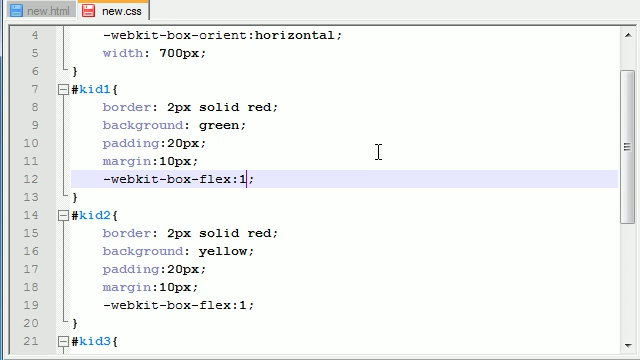 new.html new.css
4 -webkit-box-orient:horizontal;
5 width: 700px;
6 }
7 #kid1{
8 border: 2px solid red;
9 background: green;
10 padding:20px;
11 margin:10px;
12 -webkit-box-flex:1;
13 }
14 #kid2{
15 border: 2px solid red;
16 background: yellow;
17 padding:20px;
18 margin:10px;
19 -webkit-box-flex:1;
20 }
21 #kid3{